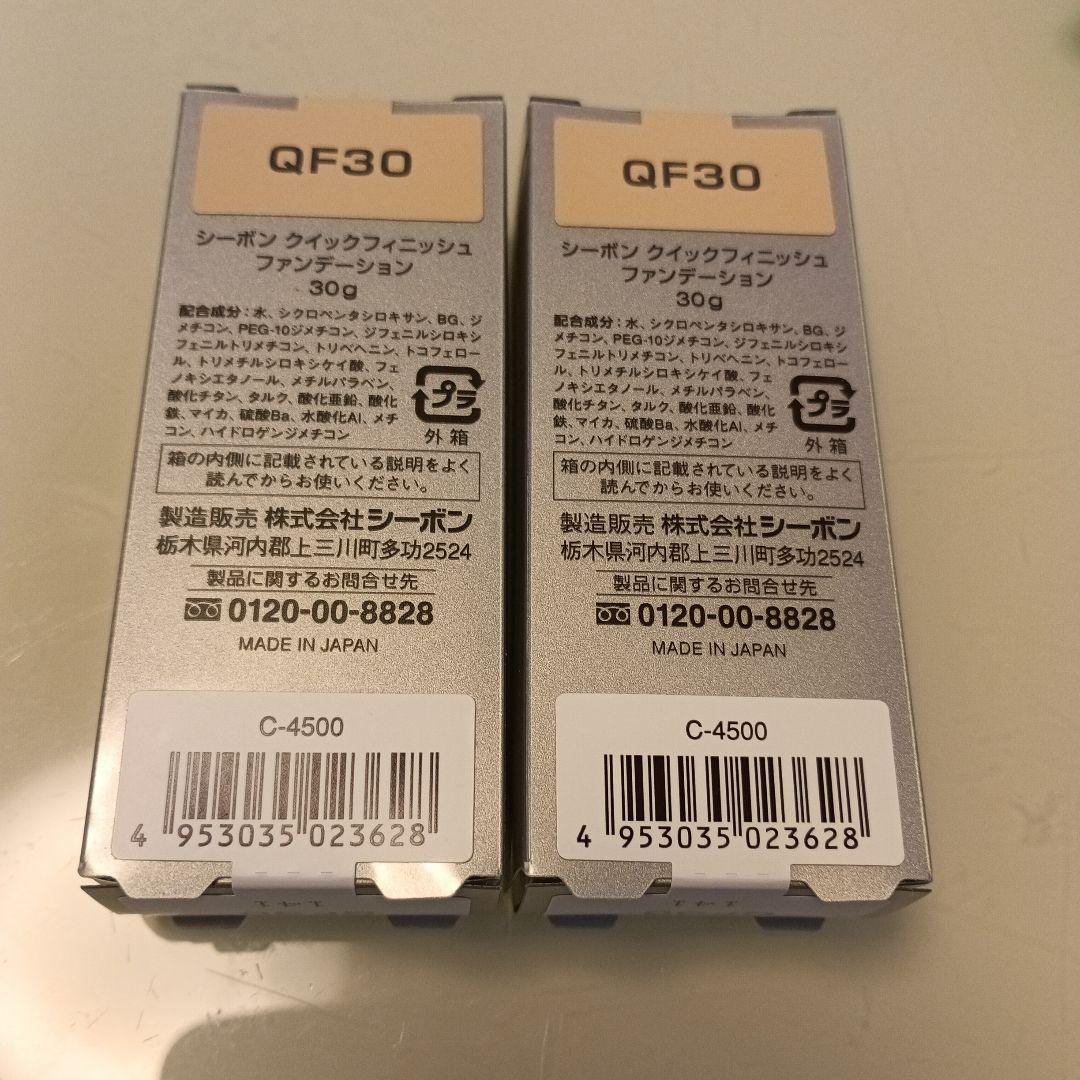 QF30
シーボン クイックフィニッシュ
ファンデーション
30g
配合成分：水、シクロペンタシロキサン、BG、ジ
メチコン、PEG-10ジメチコン、ジフェニルシロキシ
フェニルトリメチコン、トリベヘニン、トコフェロー
ル、トリメチルシロキシケイ酸、フェ
ノキシエタノール、メチルパラベン、
酸化チタン、タルク、酸化亜鉛、酸化
鉄、マイカ、硫酸Ba、水酸化Al、メチ
コン、ハイドロゲンジメチコン
プラ
外箱
箱の内側に記載されている説明をよく
読んでからお使いください。
製造販売 株式会社シーボン
栃木県河内郡上三川町多功2524
製品に関するお問合せ先
0120-00-8828
MADE IN JAPAN
C-4500
4 953035 023628
QF30
シーボン クイックフィニッシュ
ファンデーション
30g
配合成分：水、シクロペンタシロキサン、BG、ジ
メチコン、PEG-10ジメチコン、ジフェニルシロキシ
フェニルトリメチコン、トリベヘニン、トコフェロー
ル、トリメチルシロキシケイ酸、フェ
ノキシエタノール、メチルパラベン、
酸化チタン、タルク、酸化亜鉛、酸化
鉄、マイカ、硫酸Ba、水酸化Al、メチ
コン、ハイドロゲンジメチコン
プラ
外箱
箱の内側に記載されている説明をよく
読んでからお使いください。
製造販売 株式会社シーボン
栃木県河内郡上三川町多功2524
製品に関するお問合せ先
0120-00-8828
MADE IN JAPAN
C-4500
4 953035 023628